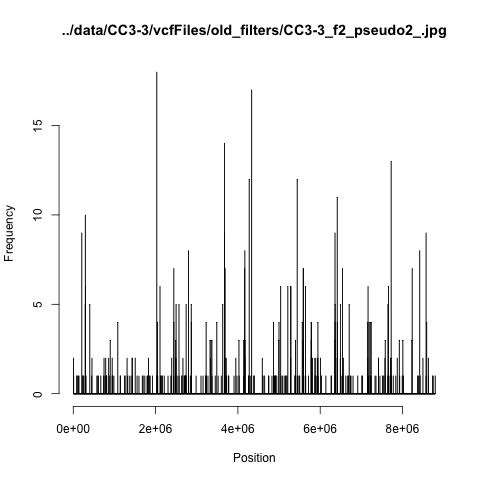 ../data/CC3-3/vcfFiles/old_filters/CC3-3_f2_pseudo2_.jpg
Frequency
15
10
5
0
0e+00 2e+06 4e+06 6e+06 8e+06
Position